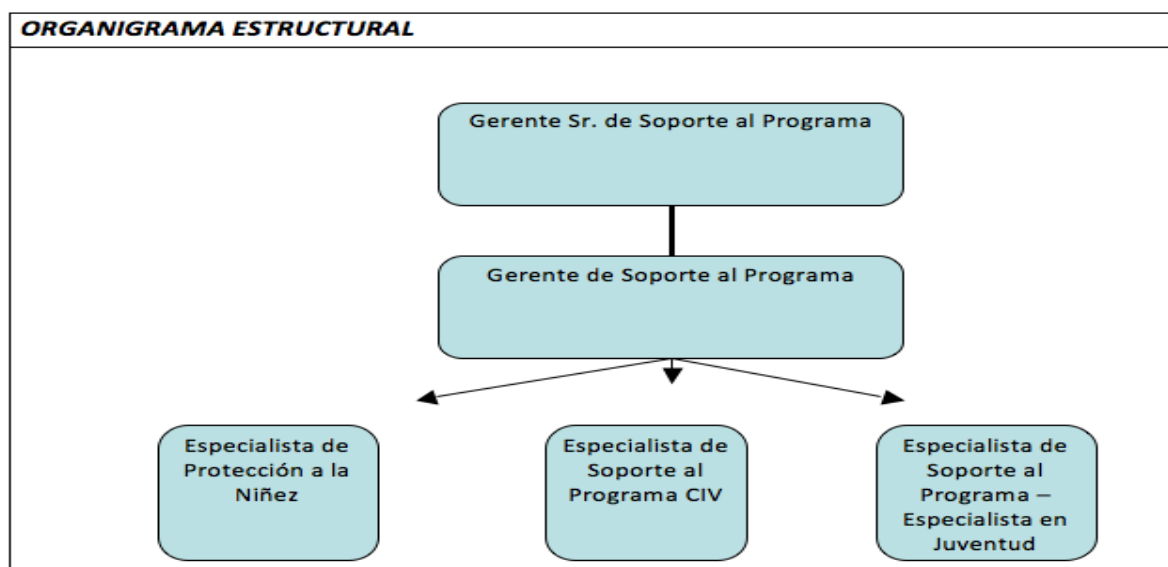 ORGANIGRAMA ESTRUCTURAL
Gerente Sr. de Soporte al Programa
Gerente de Soporte al Programa
Especialista de
Protección a la
Niñez
Especialista de
Soporte al
Programa CIV
Especialista de
Soporte al
Programa –
Especialista en
Juventud